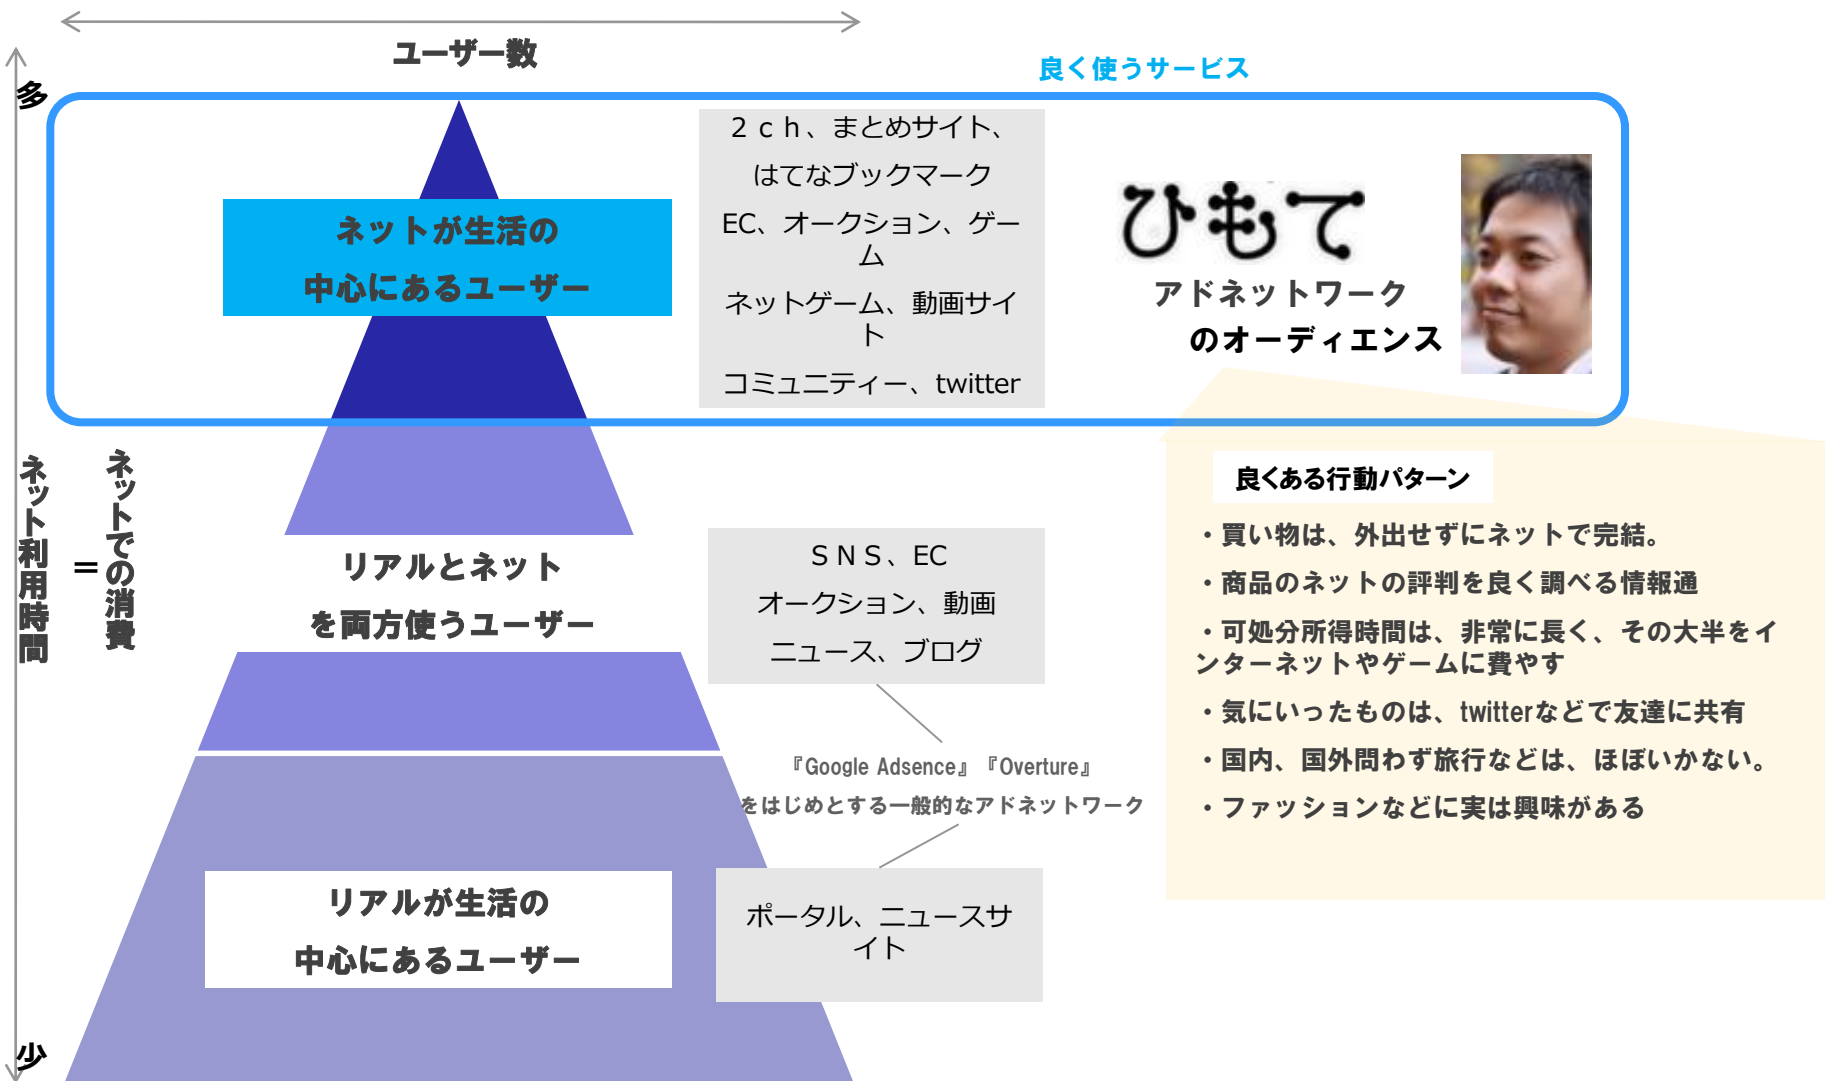 ユーザー数
良く使うサービス
多
2ch、まとめサイト、
はてなブックマーク
EC、オークション、ゲー
ム
ネットゲーム、動画サイ
ト
コミュニティー、twitter
ネットが生活の
中心にあるユーザー
ひもて
アドネットワーク
のオーディエンス
ネット利用時間
=
ネットでの消費
リアルとネット
を両方使うユーザー
SNS、EC
オークション、動画
ニュース、ブログ
『Google Adsence』『Overture』
をはじめとする一般的なアドネットワーク
良くある行動パターン
・買い物は、外出せずにネットで完結。
・商品のネットの評判を良く調べる情報通
・可処分所得時間は、非常に長く、その大半をイ
ンターネットやゲームに費やす
・気にいったものは、twitterなどで友達に共有
・国内、国外問わず旅行などは、ほぼいかない。
・ファッションなどに実は興味がある
リアルが生活の
中心にあるユーザー
ポータル、ニュースサ
イト
少